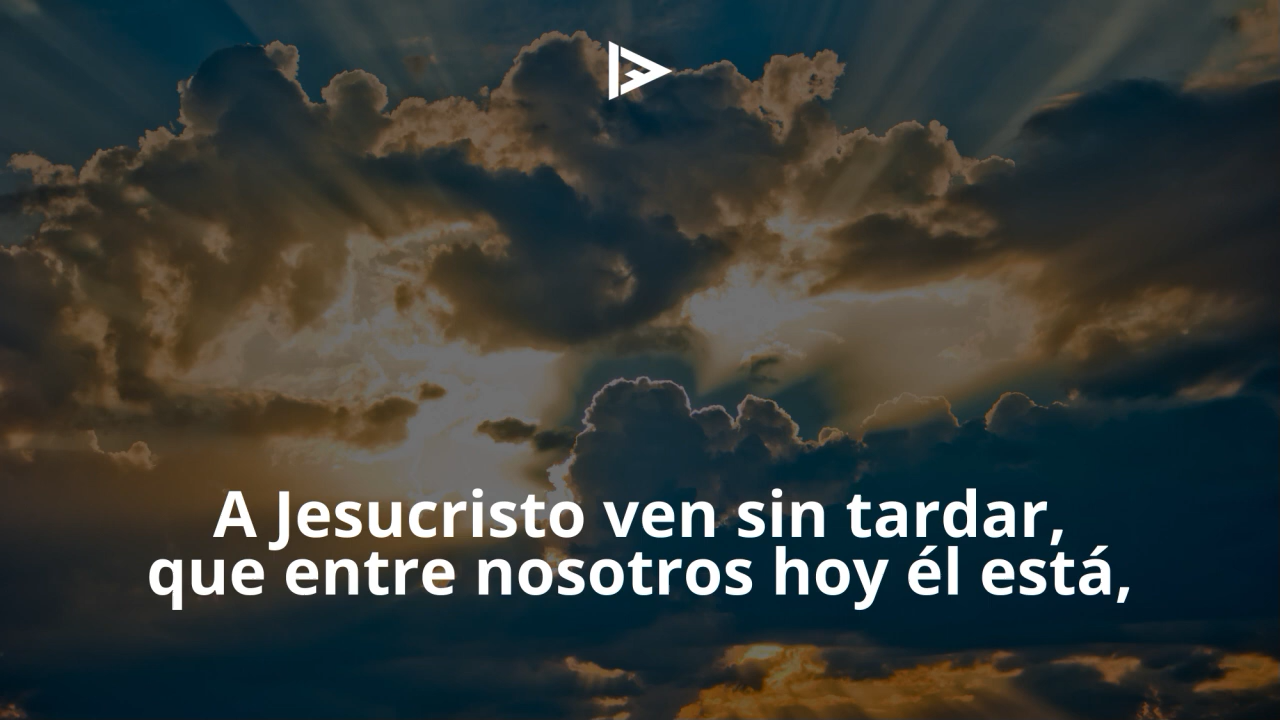 A Jesucristo ven sin tardar,
que entre nosotros hoy él está,